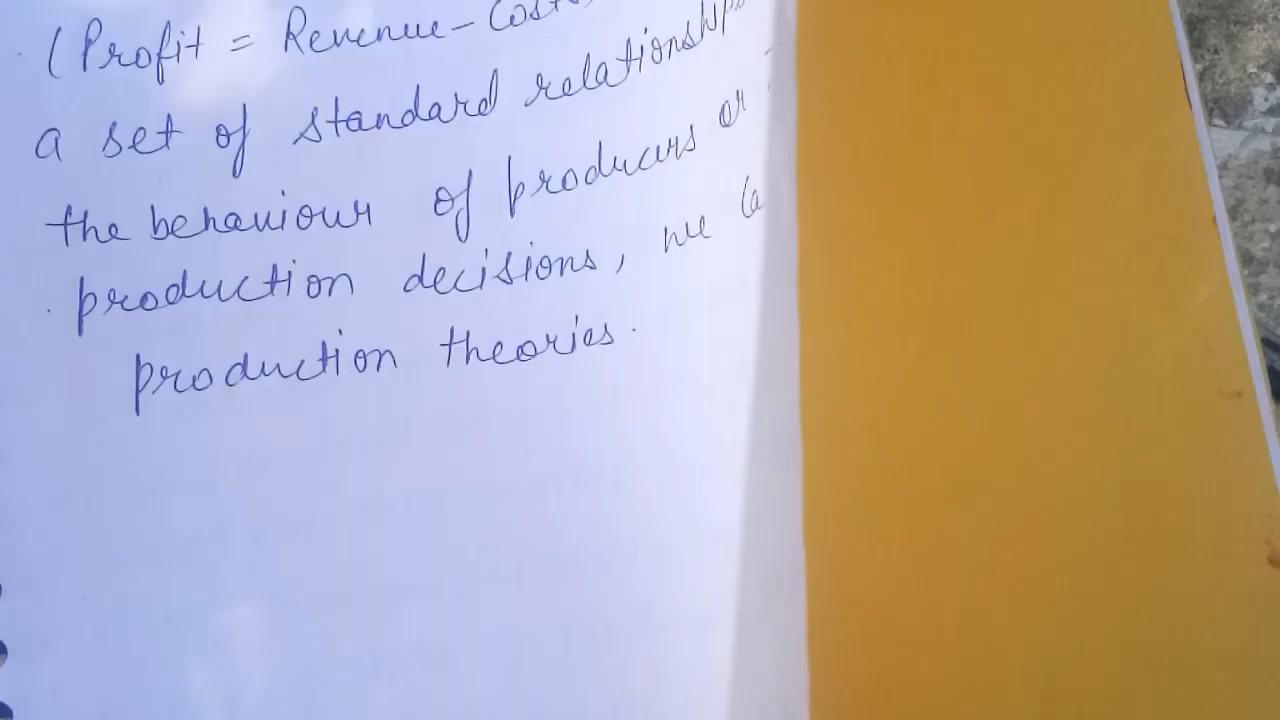 (Profit = Revenue - Cost
a set of standard relationships
the behaviour of producers or
production decisions, we
production theories.